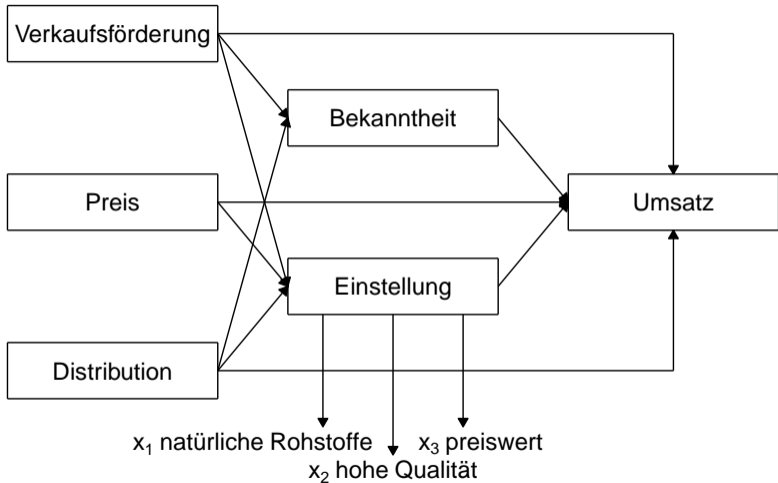 Verkaufsförderung
Bekanntheit
Preis
Umsatz
Einstellung
Distribution
x₁ natürliche Rohstoffe
x₃ preiswert
x₂ hohe Qualität